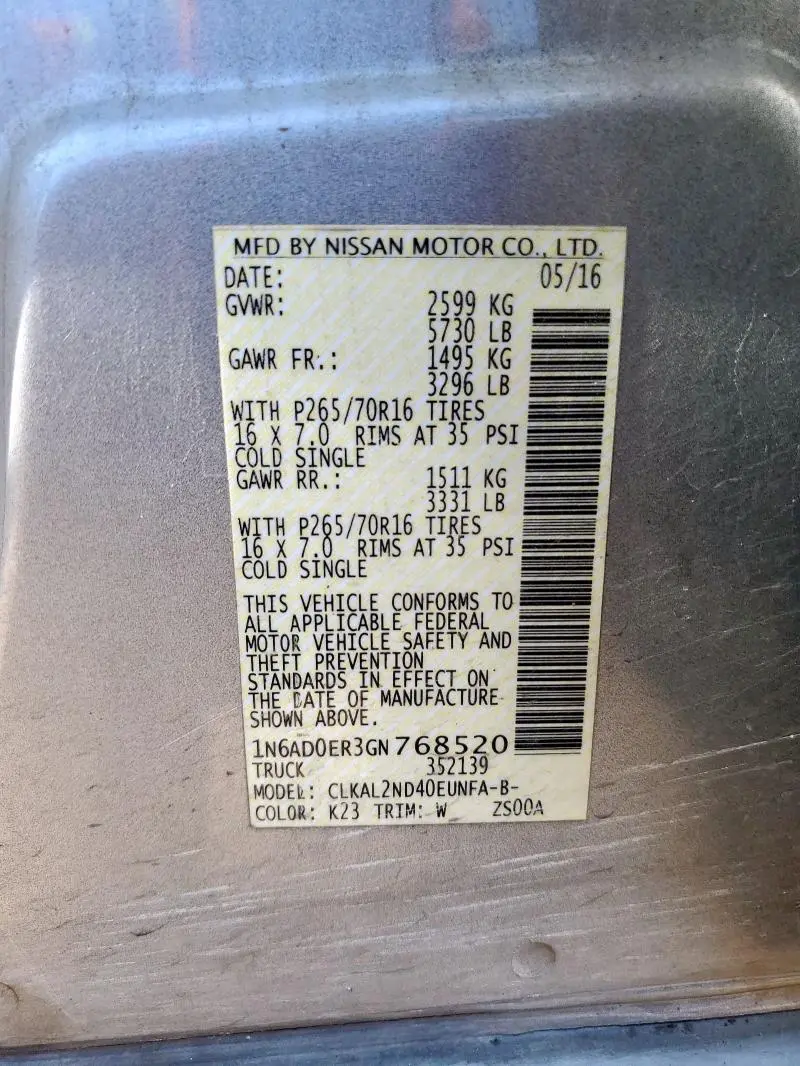 MFD BY NISSAN MOTOR CO., LTD.
DATE: 05/16
GVWR: 2599 KG
5730 LB
GAWR FR.: 1495 KG
3296 LB
WITH P265/70R16 TIRES
16 X 7.0 RIMS AT 35 PSI
COLD SINGLE
GAWR RR.: 1511 KG
3331 LB
WITH P265/70R16 TIRES
16 X 7.0 RIMS AT 35 PSI
COLD SINGLE
THIS VEHICLE CONFORMS TO
ALL APPLICABLE FEDERAL
MOTOR VEHICLE SAFETY AND
THEFT PREVENTION
STANDARDS IN EFFECT ON
THE DATE OF MANUFACTURE
SHOWN ABOVE.
1N6AD0ER3GN768520
TRUCK 352139
MODEL: CLKAL2ND40EUNFA-B-
COLOR: K23 TRIM: W ZS00A